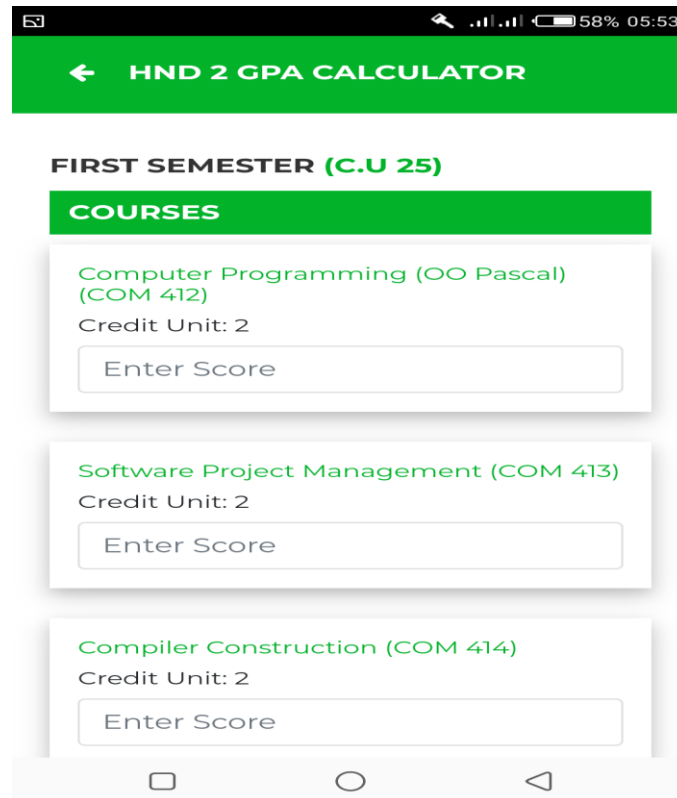 58% 05:53
HND 2 GPA CALCULATOR
FIRST SEMESTER (C.U 25)
COURSES
Computer Programming (OO Pascal)
(COM 412)
Credit Unit: 2
Enter Score
Software Project Management (COM 413)
Credit Unit: 2
Enter Score
Compiler Construction (COM 414)
Credit Unit: 2
Enter Score